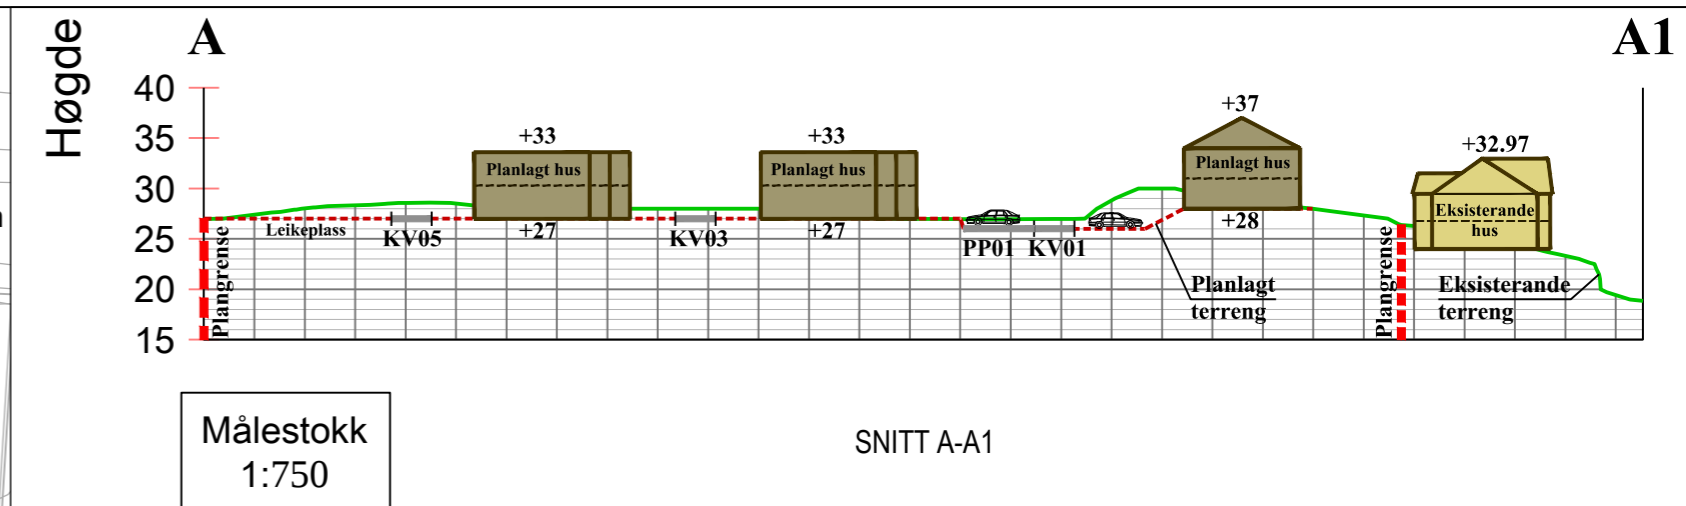 Høgde
A
A1
40
35
30
25
20
15
+33
+33
+37
+32.97
Planlagt hus
Planlagt hus
Planlagt hus
Eksisterande
hus
Leikeplass
KV05
+27
KV03
+27
PP01
KV01
+28
Plangrense
Plangrense
Planlagt
terreng
Eksisterande
terreng
Målestokk
1:750
SNITT A-A1